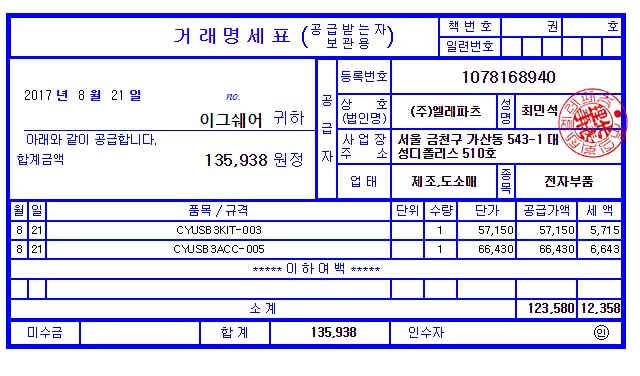 거래명세표 (공급받는자 보관용)
책번호 권 호
일련번호
2017 년 8 월 21 일 no.
이그쉐어 귀하
아래와 같이 공급합니다.
합계금액 135,938 원정
공급자
등록번호 1078168940
상호(법인명) (주)엘레파츠 성명 최민석
사업장주소 서울 금천구 가산동 543-1 대
성디폴리스 510호
업태 제조,도소매 종목 전자부품
월 일 품목 / 규격 단위 수량 단가 공급가액 세액
8 21 CYUSB3KIT-003 1 57,150 57,150 5,715
8 21 CYUSB3ACC-005 1 66,430 66,430 6,643
***** 이하여백 *****
소계 123,580 12,358
미수금 합계 135,938 인수자 ㊞